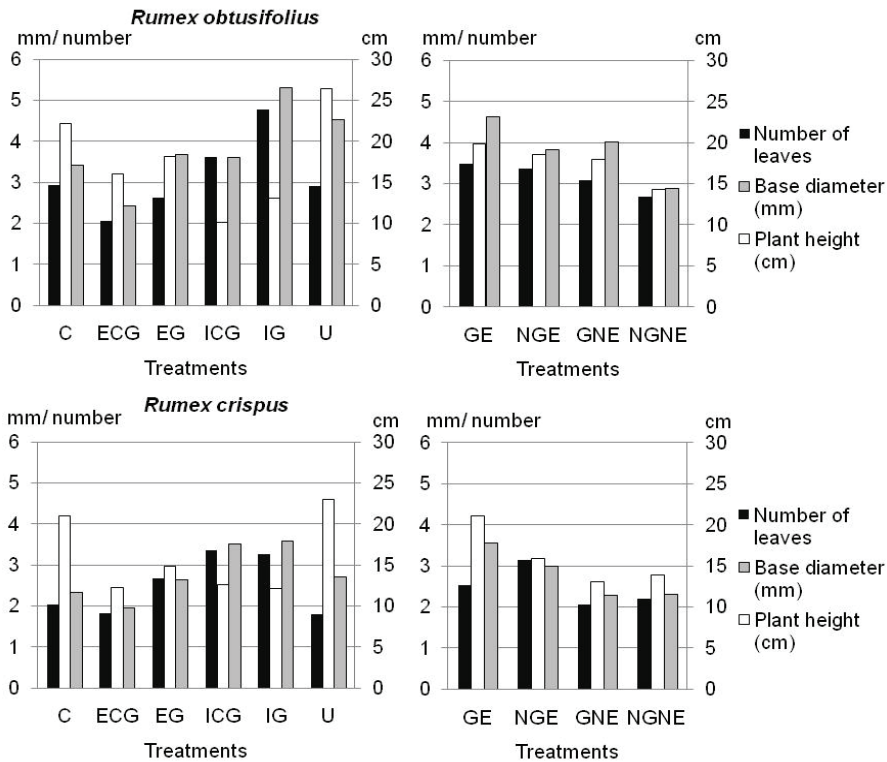 Rumex obtusifolius
mm/ number
cm
6
5
4
3
2
1
0
30
25
20
15
10
5
0
C ECG EG ICG IG U
Treatments
mm/ number
cm
6
5
4
3
2
1
0
30
25
20
15
10
5
0
GE NGE GNE NGNE
Treatments
Number of
leaves
Base diameter
(mm)
Plant height
(cm)
Rumex crispus
mm/ number
cm
6
5
4
3
2
1
0
30
25
20
15
10
5
0
C ECG EG ICG IG U
Treatments
mm/ number
cm
6
5
4
3
2
1
0
30
25
20
15
10
5
0
GE NGE GNE NGNE
Treatments
Number of
leaves
Base diameter
(mm)
Plant height
(cm)